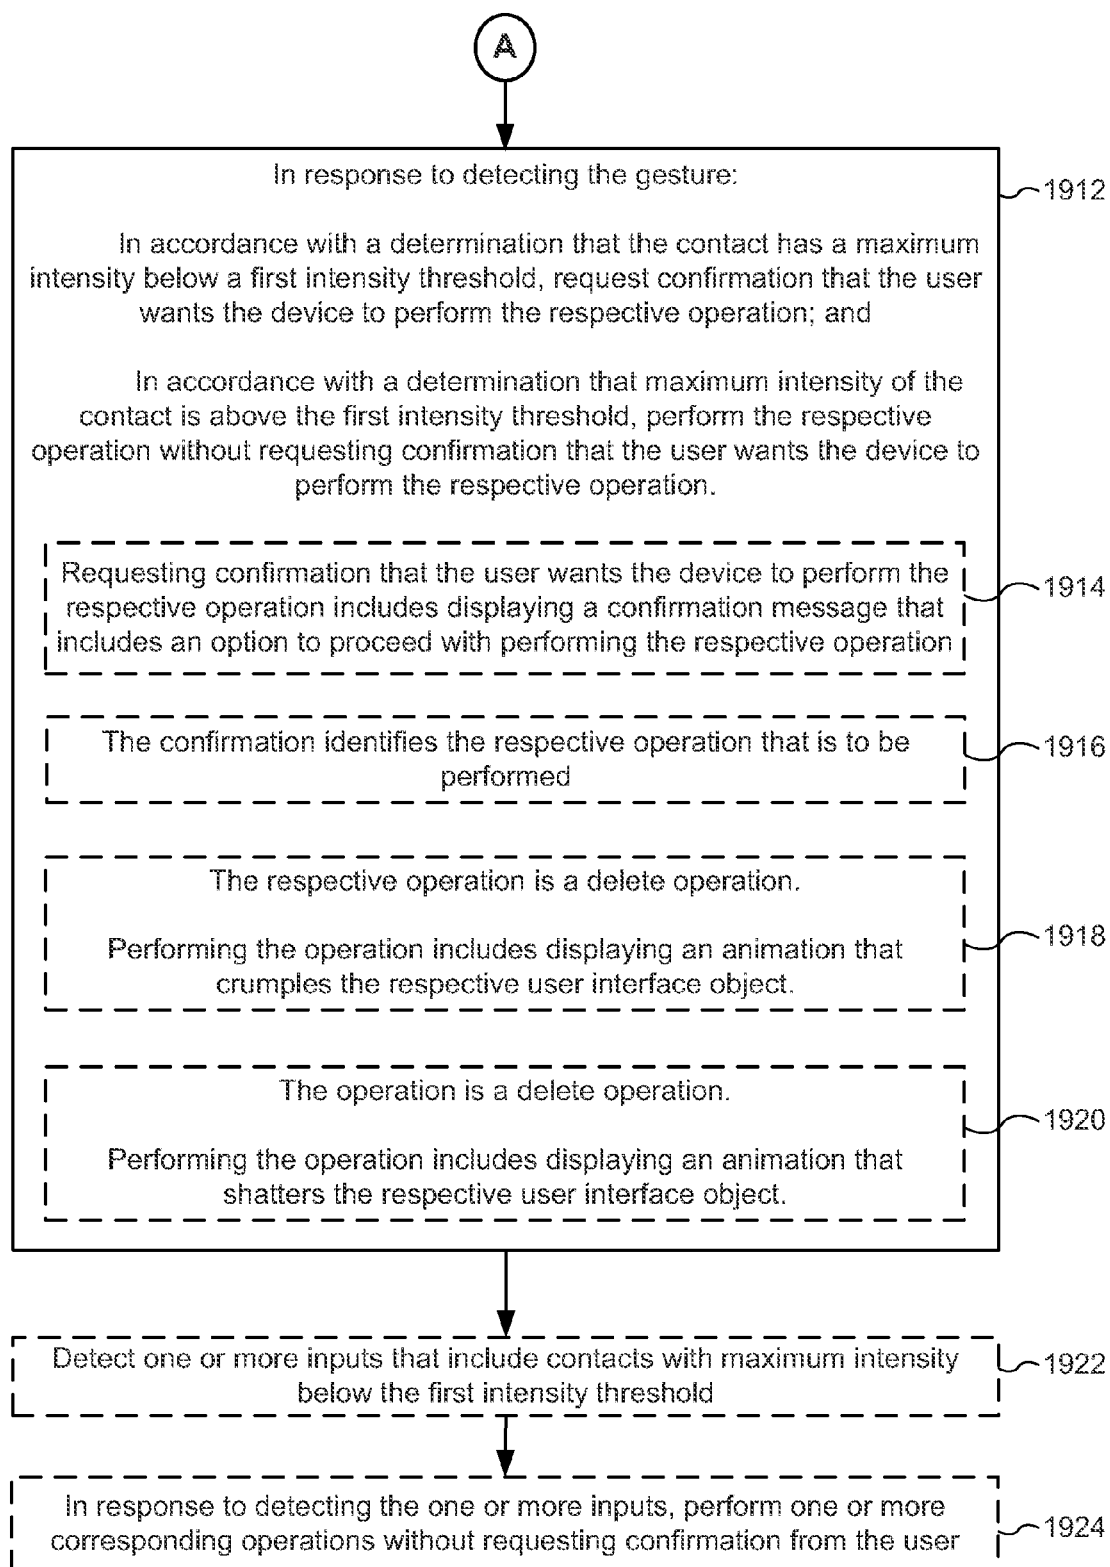 A
In response to detecting the gesture:
1912
In accordance with a determination that the contact has a maximum
intensity below a first intensity threshold, request confirmation that the user
wants the device to perform the respective operation; and
In accordance with a determination that maximum intensity of the
contact is above the first intensity threshold, perform the respective
operation without requesting confirmation that the user wants the device to
perform the respective operation.
Requesting confirmation that the user wants the device to perform the
respective operation includes displaying a confirmation message that
includes an option to proceed with performing the respective operation
1914
The confirmation identifies the respective operation that is to be
performed
1916
The respective operation is a delete operation.
Performing the operation includes displaying an animation that
crumples the respective user interface object.
1918
The operation is a delete operation.
Performing the operation includes displaying an animation that
shatters the respective user interface object.
1920
Detect one or more inputs that include contacts with maximum intensity
below the first intensity threshold
1922
In response to detecting the one or more inputs, perform one or more
corresponding operations without requesting confirmation from the user
1924